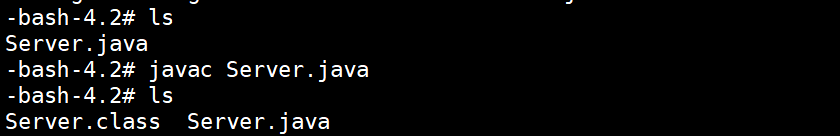 -bash-4.2# ls
Server.java
-bash-4.2# javac Server.java
-bash-4.2# ls
Server.class  Server.java